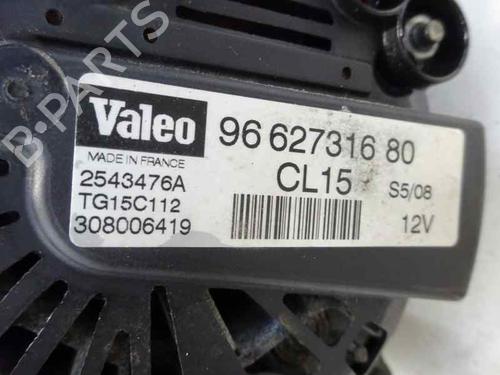 Valeo
MADE IN FRANCE
2543476A
TG15C112
308006419
96 627316 80
CL15
S5/08
12V
B-PARTS